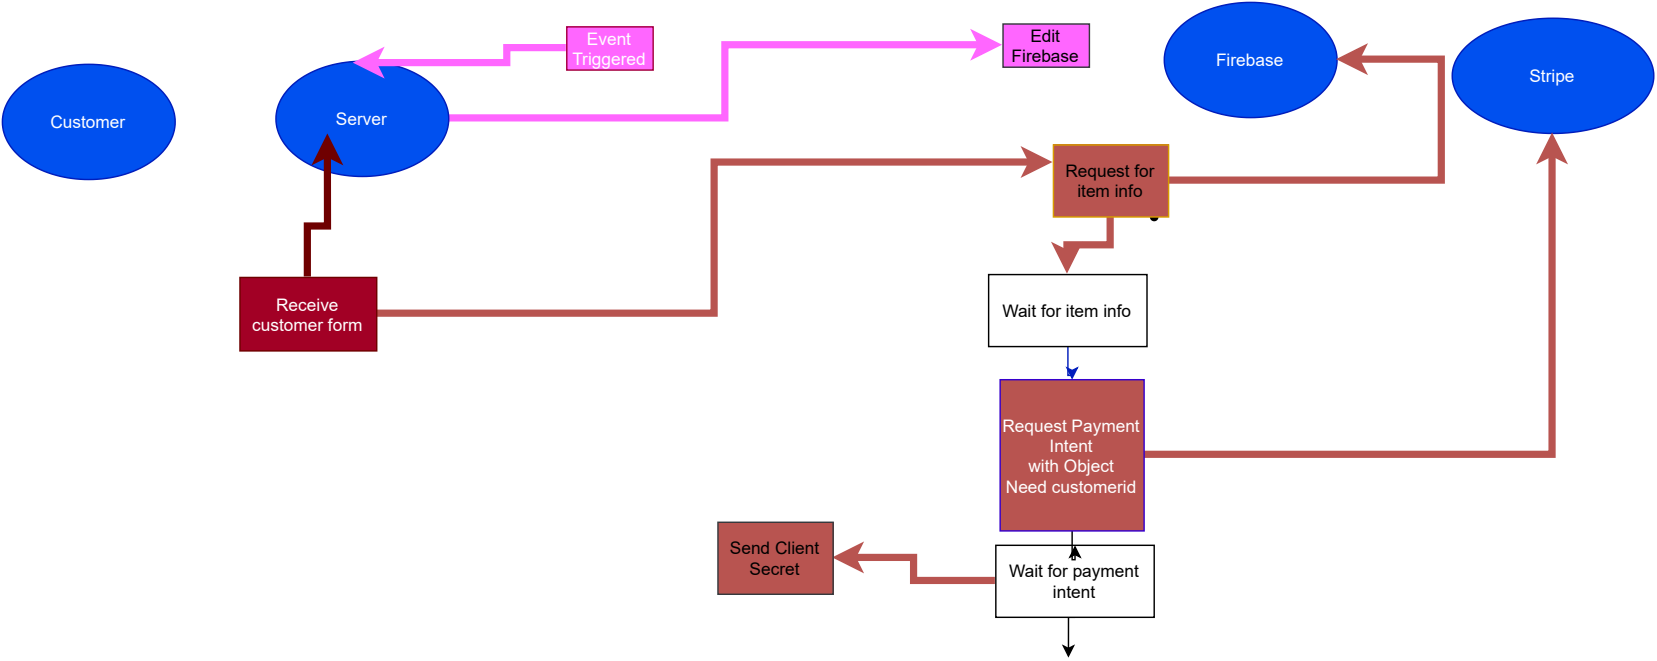 Event
Triggered
Edit
Firebase
Firebase
Stripe
Customer
Server
Request for
item info
Receive
customer form
Wait for item info
Request Payment
Intent
with Object
Need customerid
Send Client
Secret
Wait for payment
intent